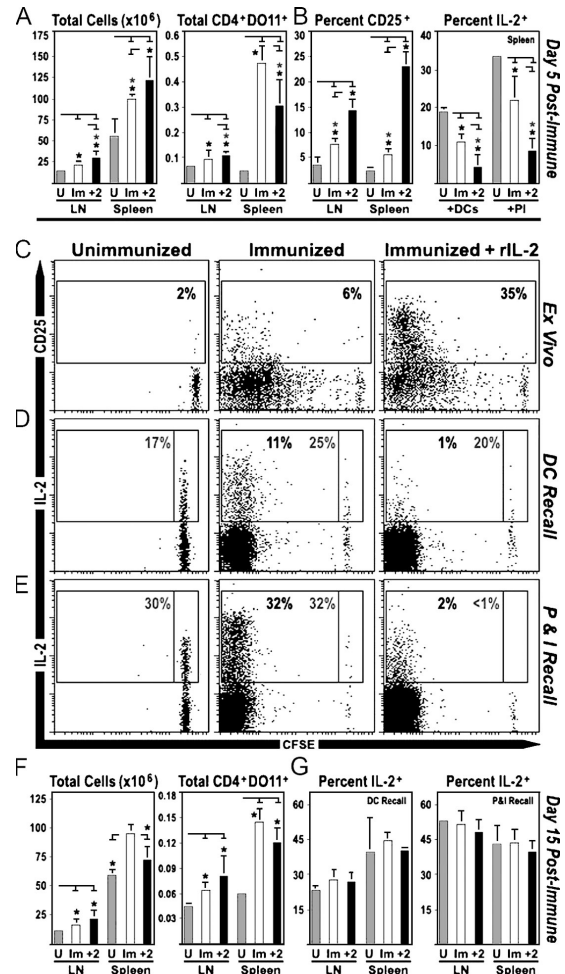 A
Total Cells (x10⁶)
175
150
125
100
75
50
25
U Im +2 U Im +2
LN Spleen
Total CD4⁺DO11⁺
0.6
0.5
0.4
0.3
0.2
0.1
U Im +2 U Im +2
LN Spleen
B
Percent CD25⁺
25
20
15
10
5
U Im +2 U Im +2
LN Spleen
Percent IL-2⁺
Spleen
40
30
20
10
U Im +2 U Im +2
+DCs +PI
Day 5 Post-Immune
C
Unimmunized Immunized Immunized + rIL-2
CD25
2% 6% 35%
Ex Vivo
D
IL-2
17% 11% 25% 1% 20%
DC Recall
E
IL-2
30% 32% 32% 2% <1%
P & I Recall
CFSE
F
Total Cells (x10⁶)
125
100
75
50
25
U Im +2 U Im +2
LN Spleen
Total CD4⁺DO11⁺
0.18
0.15
0.12
0.09
0.06
0.03
U Im +2 U Im +2
LN Spleen
G
Percent IL-2⁺
DC Recall
60
45
30
15
U Im +2 U Im +2
LN Spleen
Percent IL-2⁺
P&I Recall
60
45
30
15
U Im +2 U Im +2
LN Spleen
Day 15 Post-Immune